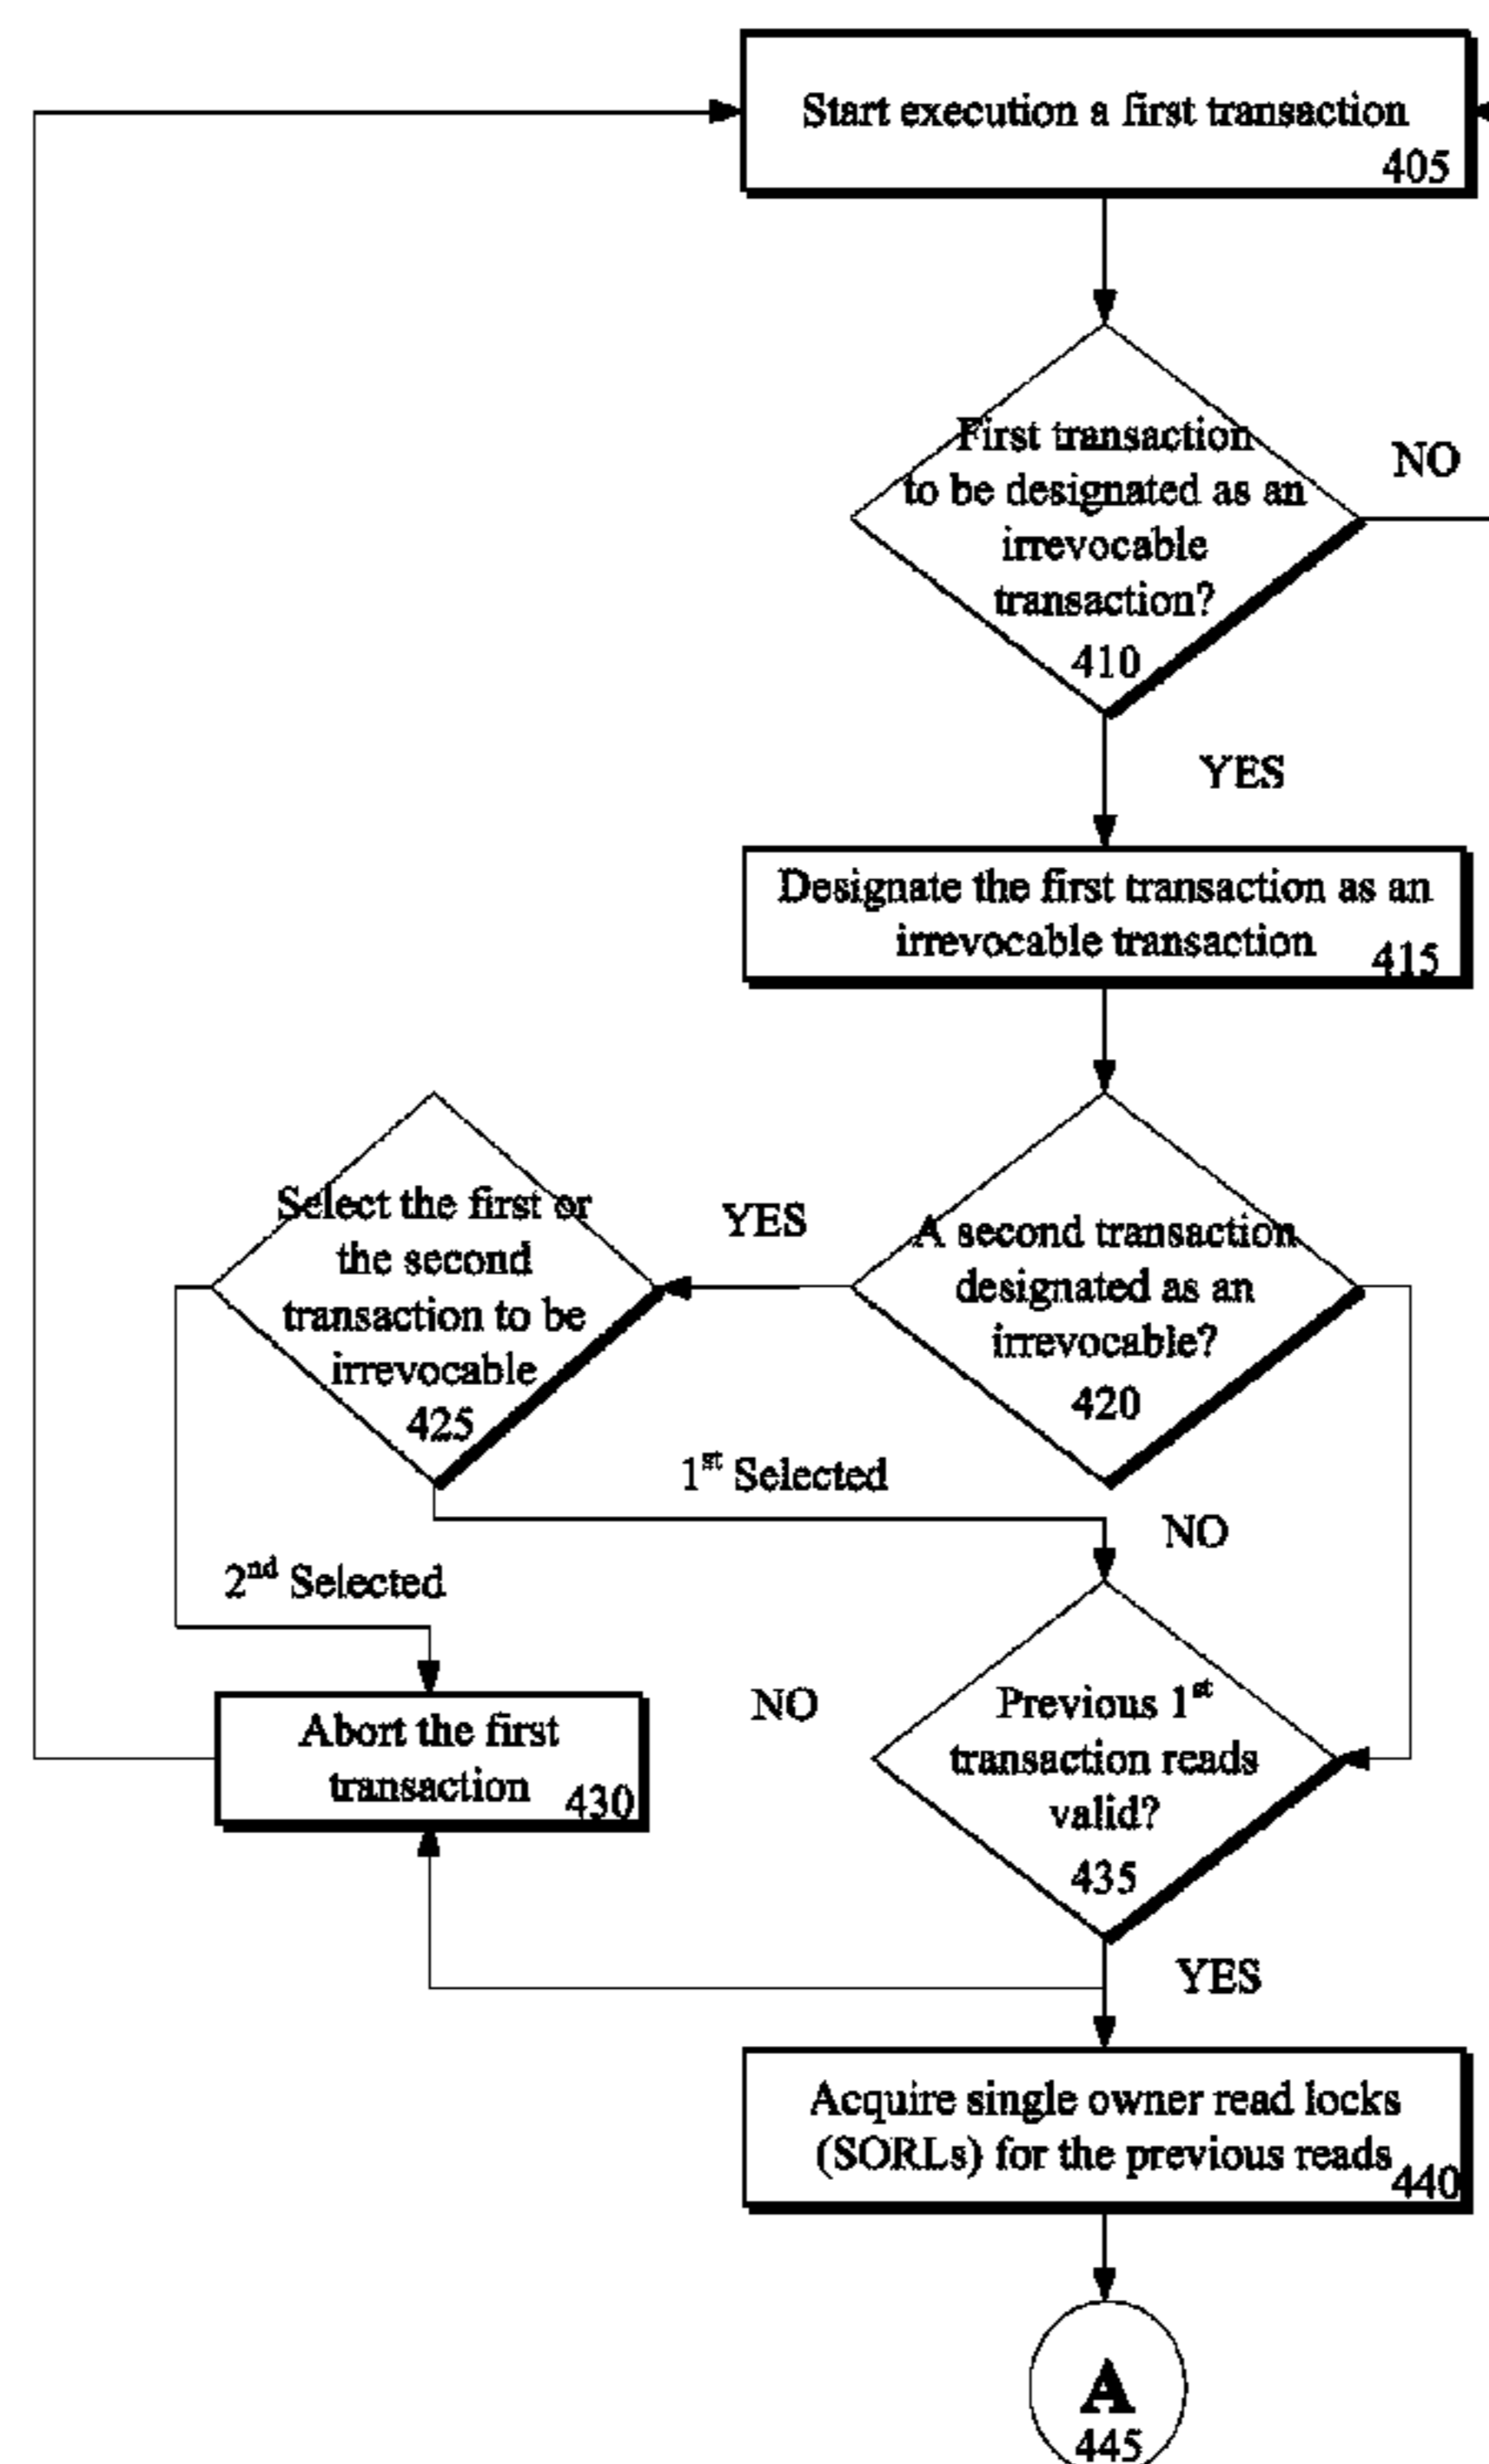 Start execution a first transaction
405
First transaction
to be designated as an
irrevocable
transaction?
410
NO
YES
Designate the first transaction as an
irrevocable transaction
415
Select the first or
the second
transaction to be
irrevocable
425
YES
A second transaction
designated as an
irrevocable?
420
1st Selected
NO
2nd Selected
Abort the first
transaction
430
NO
Previous 1st
transaction reads
valid?
435
YES
Acquire single owner read locks
(SORLs) for the previous reads
440
A
445